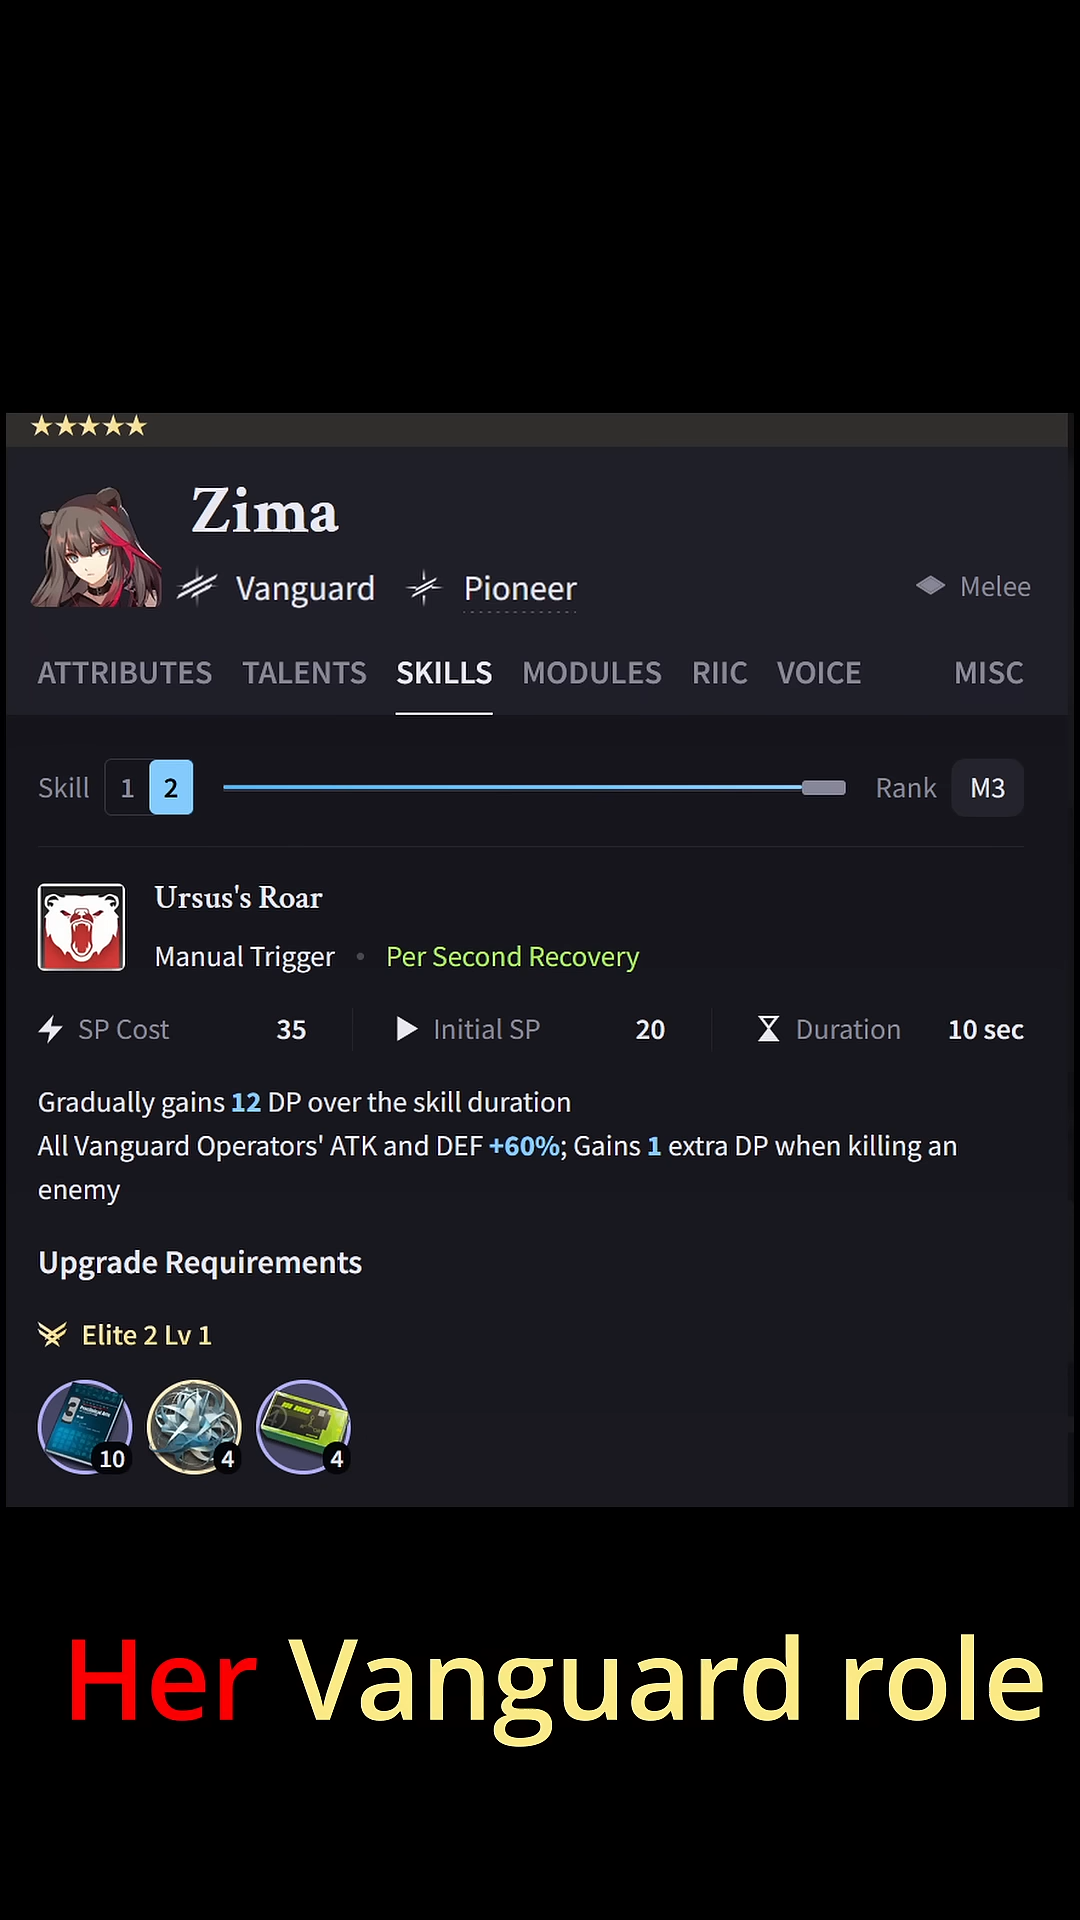 ★★★★★
Zima
Vanguard Pioneer Melee
ATTRIBUTES TALENTS SKILLS MODULES RIIC VOICE MISC
Skill 1 2 Rank M3
Ursus's Roar
Manual Trigger • Per Second Recovery
SP Cost 35 Initial SP 20 Duration 10 sec
Gradually gains 12 DP over the skill duration
All Vanguard Operators' ATK and DEF +60%; Gains 1 extra DP when killing an
enemy
Upgrade Requirements
Elite 2 Lv 1
10 4 4
Her Vanguard role